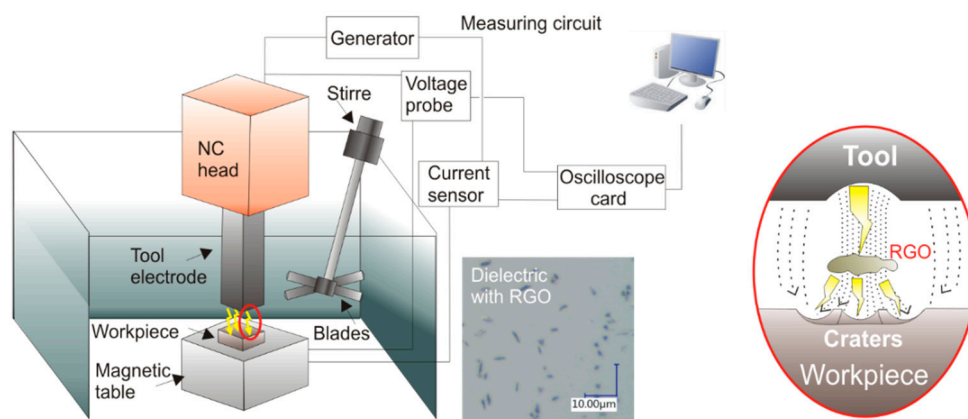 Measuring circuit
Generator
Voltage
probe
Stirre
NC
head
Current
sensor
Oscilloscope
card
Tool
electrode
Workpiece
Magnetic
table
Blades
Dielectric
with RGO
10.00µm
Tool
RGO
Craters
Workpiece